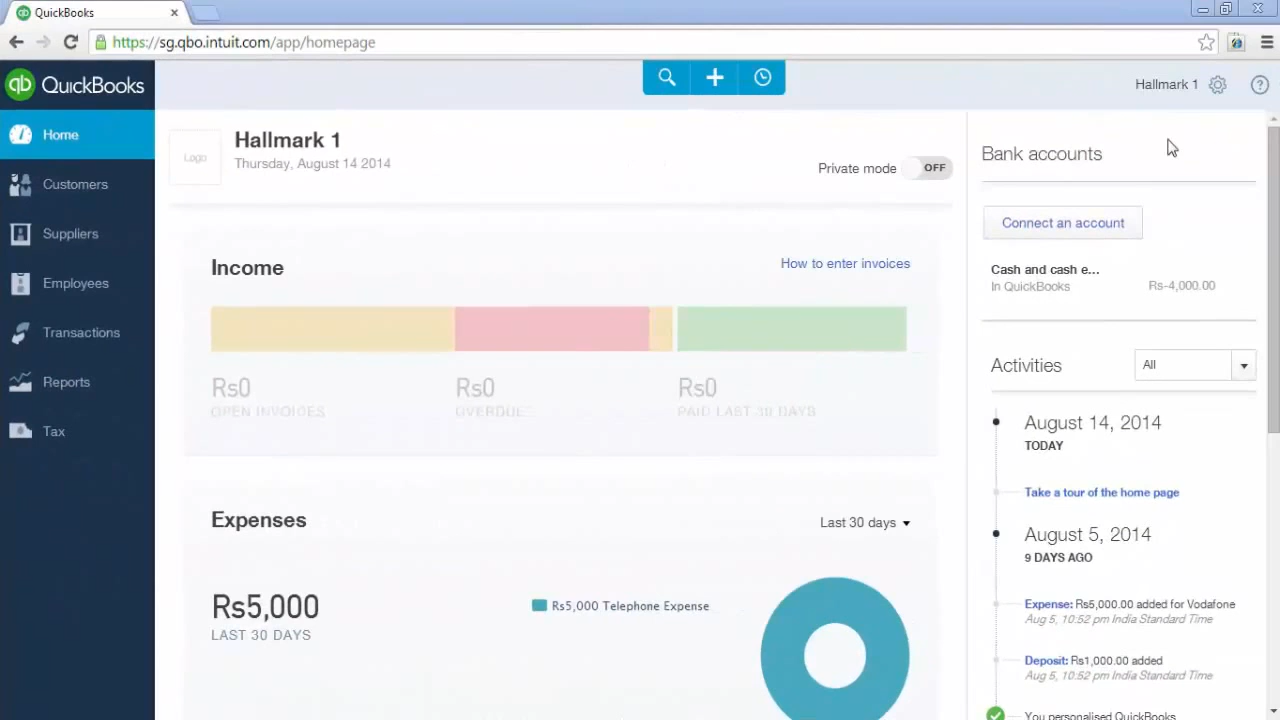 QuickBooks
https://sg.qbo.intuit.com/app/homepage
qb QuickBooks
Hallmark 1
?
Home
Customers
Suppliers
Employees
Transactions
Reports
Tax
Logo
Hallmark 1
Thursday, August 14 2014
Private mode OFF
Income
How to enter invoices
Rs0
OPEN INVOICES
Rs0
OVERDUE
Rs0
PAID LAST 30 DAYS
Expenses
Last 30 days
Rs5,000
LAST 30 DAYS
Rs5,000 Telephone Expense
Bank accounts
Connect an account
Cash and cash e...
In QuickBooks
Rs-4,000.00
Activities
All
August 14, 2014
TODAY
Take a tour of the home page
August 5, 2014
9 DAYS AGO
Expense: Rs5,000.00 added for Vodafone
Aug 5, 10:52 pm India Standard Time
Deposit: Rs1,000.00 added
Aug 5, 10:52 pm India Standard Time
You personalised QuickBooks